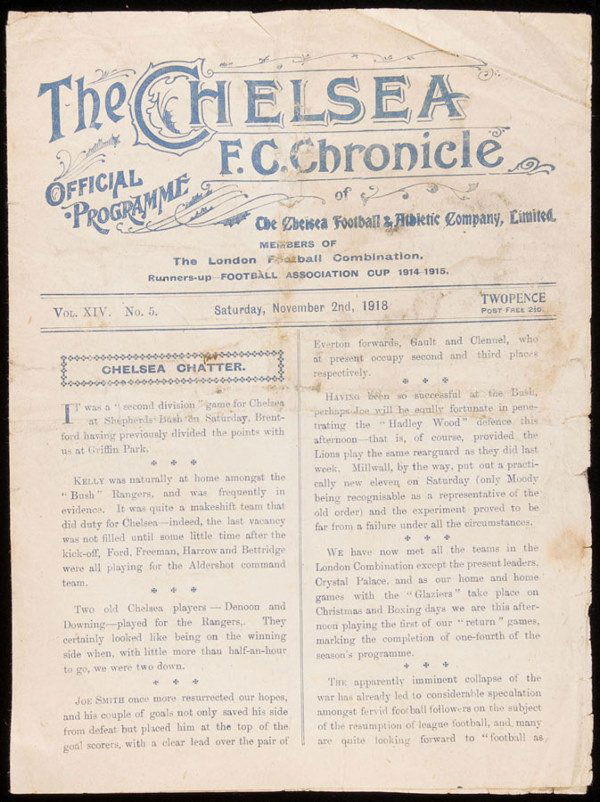 The Chelsea
F.C. Chronicle
OFFICIAL
PROGRAMME
of
The Chelsea Football & Athletic Company, Limited.
MEMBERS OF
The London Football Combination.
Runners-up FOOTBALL ASSOCIATION CUP 1914-1915.
VOL. XIV. No. 5.
Saturday, November 2nd, 1918
TWOPENCE
POST FREE 2½D.
CHELSEA CHATTER.
IT was a "second division" game for Chelsea
at Shepherds Bush on Saturday, Brent-
ford having previously divided the points with
us at Griffin Park.
KELLY was naturally at home amongst the
"Bush" Rangers, and was frequently in
evidence. It was quite a makeshift team that
did duty for Chelsea—indeed, the last vacancy
was not filled until some little time after the
kick-off, Ford, Freeman, Harrow and Bettridge
were all playing for the Aldershot command
team.
Two old Chelsea players — Denoon and
Downing—played for the Rangers,. They
certainly looked like being on the winning
side when, with little more than half-an-hour
to go, we were two down.
JOE SMITH once more resurrected our hopes,
and his couple of goals not only saved his side
from defeat but placed him at the top of the
goal scorers, with a clear lead over the pair of
Everton forwards, Gault and Clennel, who
at present occupy second and third places
respectively.
HAVING been so successful at the Bush,
perhaps Joe will be eqully fortunate in pene-
trating the "Hadley Wood" defence this
afternoon—that is, of course, provided the
Lions play the same rearguard as they did last
week. Millwall, by the way, put out a practi-
cally new eleven on Saturday (only Moody
being recognisable as a representative of the
old order) and the experiment proved to be
far from a failure under all the circumstances.
WE have now met all the teams in the
London Combination except the present leaders,
Crystal Palace, and as our home and home
games with the "Glaziers" take place on
Christmas and Boxing days we are this after-
noon playing the first of our "return" games,
marking the completion of one-fourth of the
season's programme.
THE apparently imminent collapse of the
war has already led to considerable speculation
amongst fervid football followers on the subject
of the resumption of league football, and many
are quite looking forward to "football as